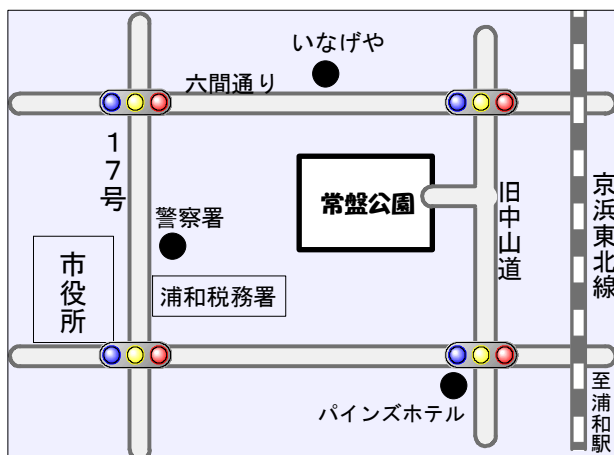 いなげや
六間通り
17号
常盤公園
旧中山道
京浜東北線
警察署
市役所
浦和税務署
パインズホテル
至浦和駅